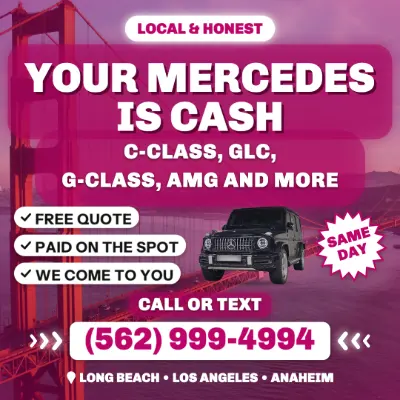 LOCAL & HONEST
YOUR MERCEDES
IS CASH
C-CLASS, GLC,
G-CLASS, AMG AND MORE
FREE QUOTE
PAID ON THE SPOT
WE COME TO YOU
SAME
DAY
CALL OR TEXT
(562) 999-4994
LONG BEACH • LOS ANGELES • ANAHEIM